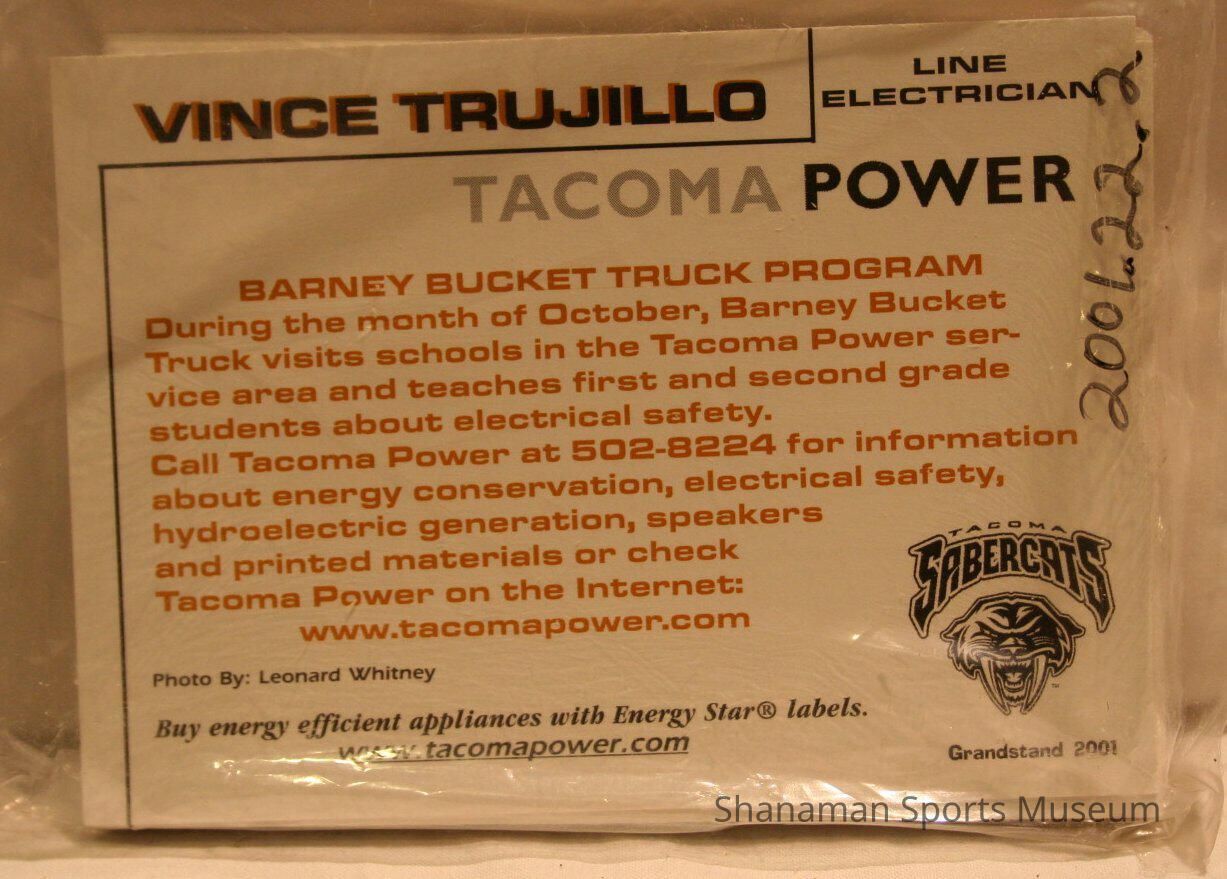 VINCE TRUJILLO
LINE
ELECTRICIAN
TACOMA POWER
BARNEY BUCKET TRUCK PROGRAM
During the month of October, Barney Bucket
Truck visits schools in the Tacoma Power ser-
vice area and teaches first and second grade
students about electrical safety.
Call Tacoma Power at 502-8224 for information
about energy conservation, electrical safety,
hydroelectric generation, speakers
and printed materials or check
Tacoma Power on the Internet:
www.tacomapower.com
Photo By: Leonard Whitney
Buy energy efficient appliances with Energy Star® labels.
www.tacomapower.com
TACOMA
SABERCATS
TM
Grandstand 2001
2001.22.2
Shanaman Sports Museum